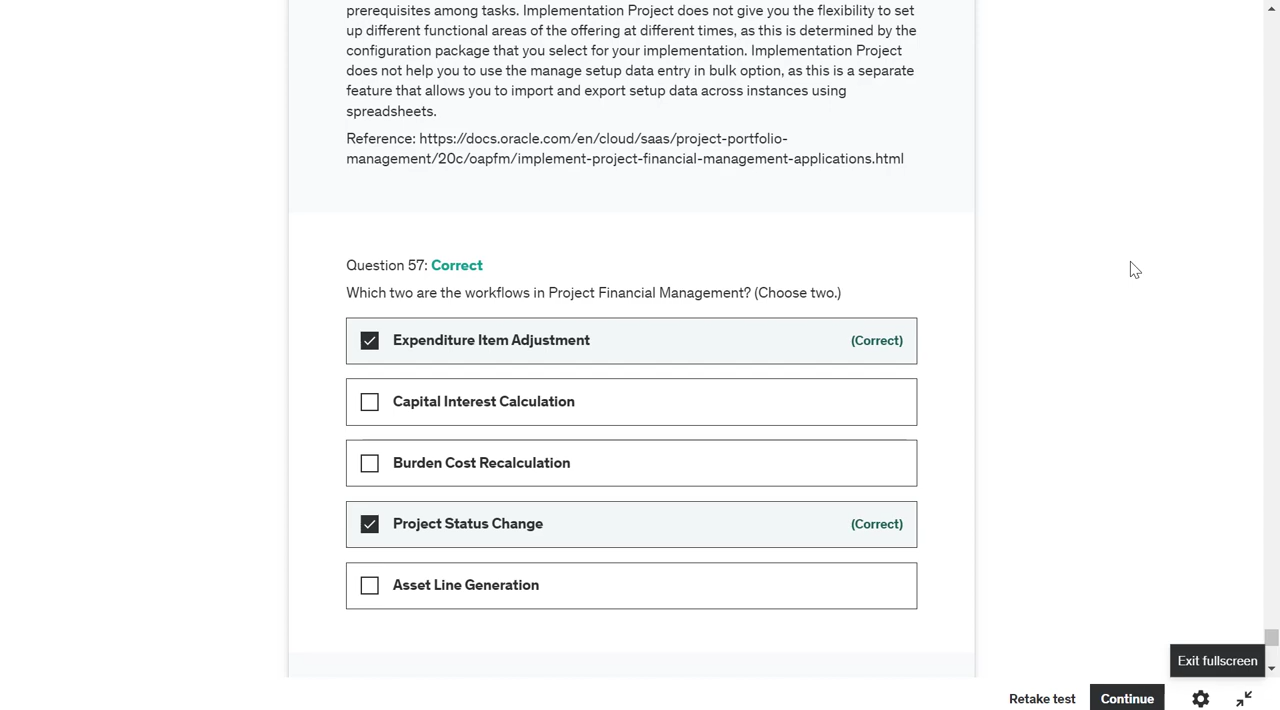 prerequisites among tasks. Implementation Project does not give you the flexibility to set
up different functional areas of the offering at different times, as this is determined by the
configuration package that you select for your implementation. Implementation Project
does not help you to use the manage setup data entry in bulk option, as this is a separate
feature that allows you to import and export setup data across instances using
spreadsheets.
Reference: https://docs.oracle.com/en/cloud/saas/project-portfolio-
management/20c/oapfm/implement-project-financial-management-applications.html
Question 57: Correct
Which two are the workflows in Project Financial Management? (Choose two.)
Expenditure Item Adjustment (Correct)
Capital Interest Calculation
Burden Cost Recalculation
Project Status Change (Correct)
Asset Line Generation
Exit fullscreen
Retake test Continue